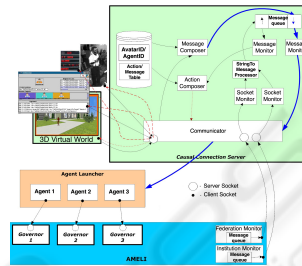 Message
queue
AvatarID/
AgentID
Message
Composer
Message
Monitor
Message
Monitor
Action/
Message
Table
StringTo
Message
Processor
Action
Composer
Socket
Monitor
Socket
Monitor
Communicator
3D Virtual World
Causal Connection Server
Agent Launcher
Agent 1
Agent 2
Agent 3
Server Socket
Client Socket
Governor
1
Governor
2
Governor
3
Federation Monitor
Message
queue
Institution Monitor
Message
queue
AMELI